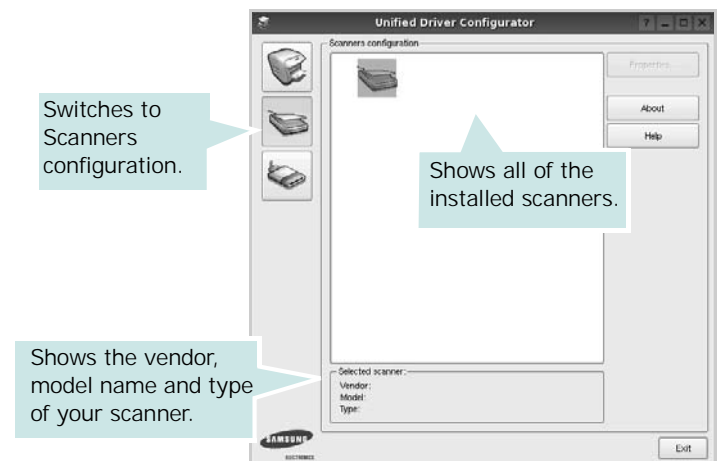 Unified Driver Configurator
Scanners configuration
Properties...
About
Help
Switches to
Scanners
configuration.
Shows all of the
installed scanners.
Shows the vendor,
model name and type
of your scanner.
Selected scanner:
Vendor:
Model:
Type:
SAMSUNG
ELECTRONICS
Exit